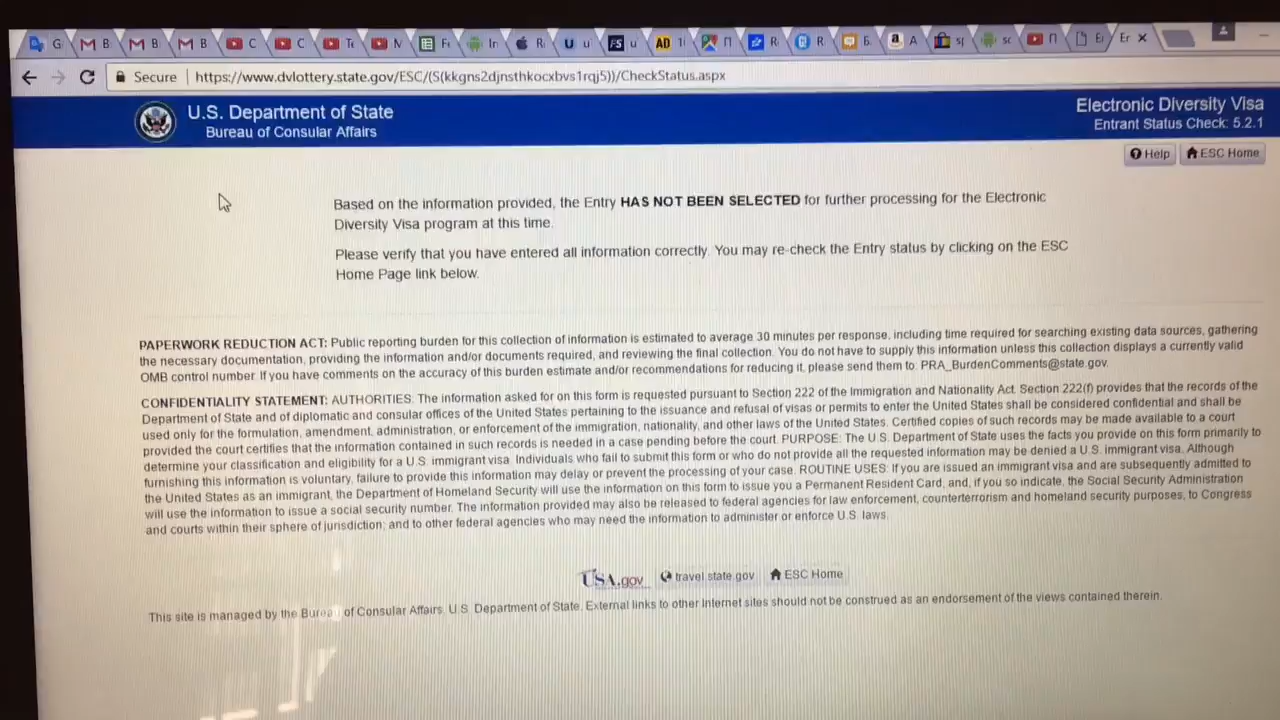 G
M B
M B
M B
C
C
Te
M
Fe
In
R
U u
FS u
AD 1
П
R
R
Б
a A
s
so
П
E
Er
Secure https://www.dvlottery.state.gov/ESC/(S(kkgns2djnsthkocxbvs1rqj5))/CheckStatus.aspx
U.S. Department of State
Bureau of Consular Affairs
Electronic Diversity Visa
Entrant Status Check: 5.2.1
Help
ESC Home
Based on the information provided, the Entry HAS NOT BEEN SELECTED for further processing for the Electronic
Diversity Visa program at this time.
Please verify that you have entered all information correctly. You may re-check the Entry status by clicking on the ESC
Home Page link below.
PAPERWORK REDUCTION ACT: Public reporting burden for this collection of information is estimated to average 30 minutes per response, including time required for searching existing data sources, gathering
the necessary documentation, providing the information and/or documents required, and reviewing the final collection. You do not have to supply this information unless this collection displays a currently valid
OMB control number. If you have comments on the accuracy of this burden estimate and/or recommendations for reducing it, please send them to: PRA_BurdenComments@state.gov.
CONFIDENTIALITY STATEMENT: AUTHORITIES: The information asked for on this form is requested pursuant to Section 222 of the Immigration and Nationality Act. Section 222(f) provides that the records of the
Department of State and of diplomatic and consular offices of the United States pertaining to the issuance and refusal of visas or permits to enter the United States shall be considered confidential and shall be
used only for the formulation, amendment, administration, or enforcement of the immigration, nationality, and other laws of the United States. Certified copies of such records may be made available to a court
provided the court certifies that the information contained in such records is needed in a case pending before the court. PURPOSE: The U.S. Department of State uses the facts you provide on this form primarily to
determine your classification and eligibility for a U.S. immigrant visa. Individuals who fail to submit this form or who do not provide all the requested information may be denied a U.S. immigrant visa. Although
furnishing this information is voluntary, failure to provide this information may delay or prevent the processing of your case. ROUTINE USES: If you are issued an immigrant visa and are subsequently admitted to
the United States as an immigrant, the Department of Homeland Security will use the information on this form to issue you a Permanent Resident Card, and, if you so indicate, the Social Security Administration
will use the information to issue a social security number. The information provided may also be released to federal agencies for law enforcement, counterterrorism and homeland security purposes; to Congress
and courts within their sphere of jurisdiction; and to other federal agencies who may need the information to administer or enforce U.S. laws.
USA.gov
travel.state.gov
ESC Home
This site is managed by the Bureau of Consular Affairs, U.S. Department of State. External links to other Internet sites should not be construed as an endorsement of the views contained therein.